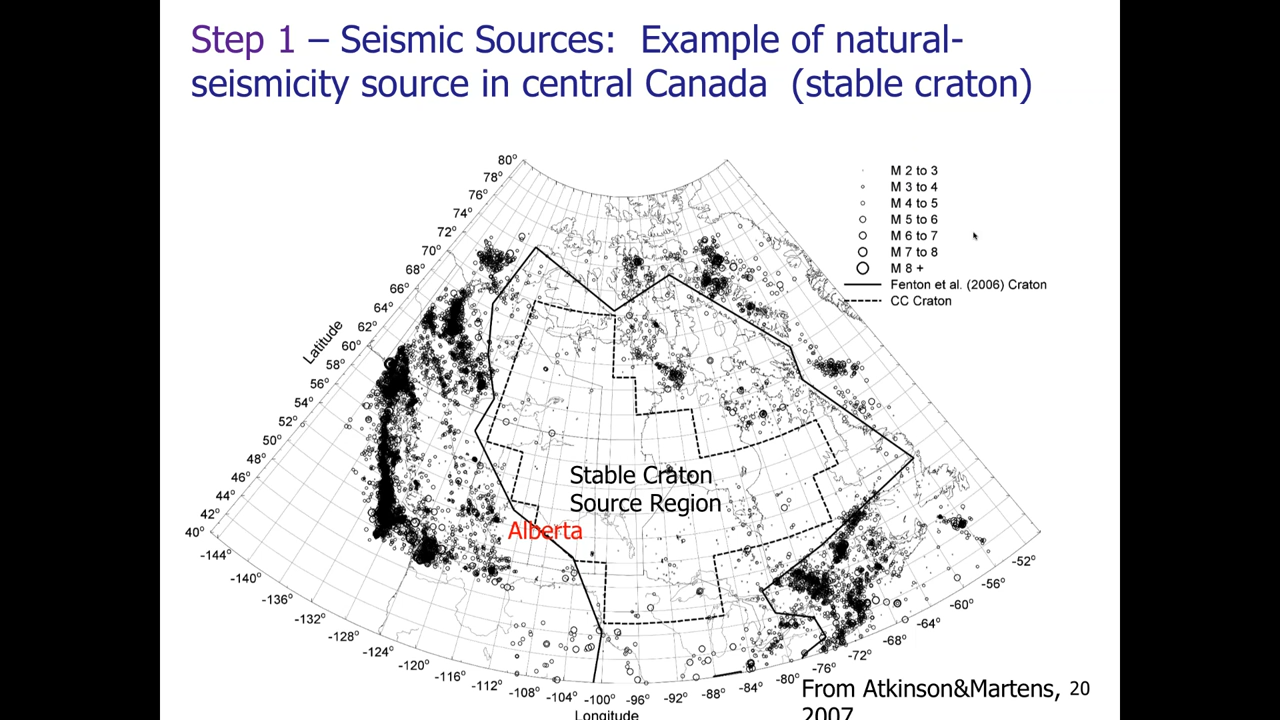 Step 1 – Seismic Sources:  Example of natural-
seismicity source in central Canada  (stable craton)
M 2 to 3
M 3 to 4
M 4 to 5
M 5 to 6
M 6 to 7
M 7 to 8
M 8 +
Fenton et al. (2006) Craton
CC Craton
80°
78°
76°
74°
72°
70°
68°
66°
64°
62°
60°
58°
56°
54°
52°
50°
48°
46°
44°
42°
40°
Latitude
Stable Craton
Source Region
Alberta
-144°
-140°
-136°
-132°
-128°
-124°
-120°
-116°
-112°
-108°
-104°
-100°
-96°
-92°
-88°
-84°
-80°
-76°
-72°
-68°
-64°
-60°
-56°
-52°
Longitude
From Atkinson&Martens, 20
2007